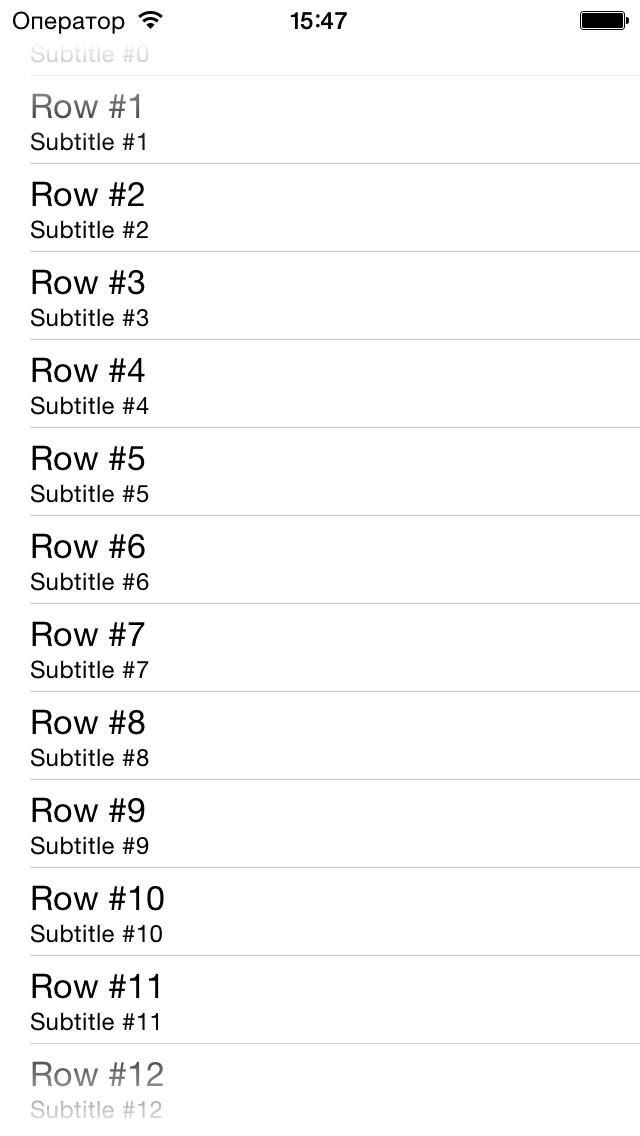 Оператор 15:47
Subtitle #0
Row #1
Subtitle #1
Row #2
Subtitle #2
Row #3
Subtitle #3
Row #4
Subtitle #4
Row #5
Subtitle #5
Row #6
Subtitle #6
Row #7
Subtitle #7
Row #8
Subtitle #8
Row #9
Subtitle #9
Row #10
Subtitle #10
Row #11
Subtitle #11
Row #12
Subtitle #12